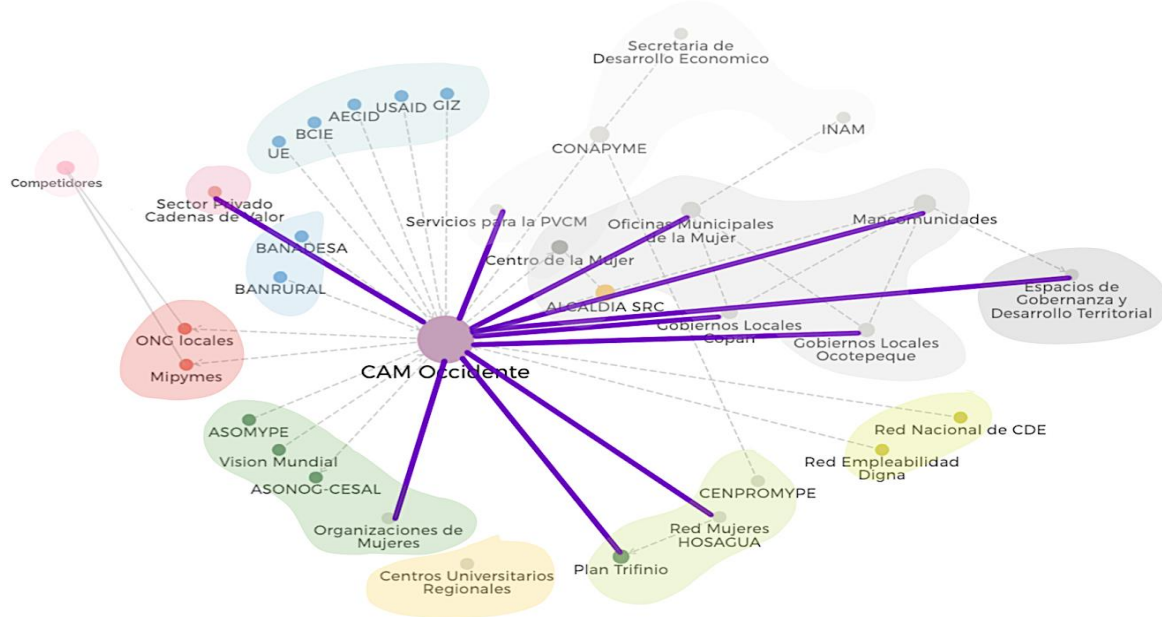 Secretaria de
Desarrollo Economico
GIZ
USAID
AECID
BCIE
UE
INAM
CONAPYME
Competidores
Sector Privado
Cadenas de Valor
Servicios para la PVCM
Oficinas Municipales
de la Mujer
Mancomunidades
BANADESA
Centro de la Mujer
BANRURAL
ALCALDIA SRC
Espacios de
Gobernanza y
Desarrollo Territorial
Gobiernos Locales
Copan
Gobiernos Locales
Ocotepeque
ONG locales
Mipymes
CAM Occidente
ASOMYPE
Vision Mundial
ASONOG-CESAL
Organizaciones de
Mujeres
Red Nacional de CDE
Red Empleabilidad
Digna
CENPROMYPE
Red Mujeres
HOSAGUA
Plan Trifinio
Centros Universitarios
Regionales